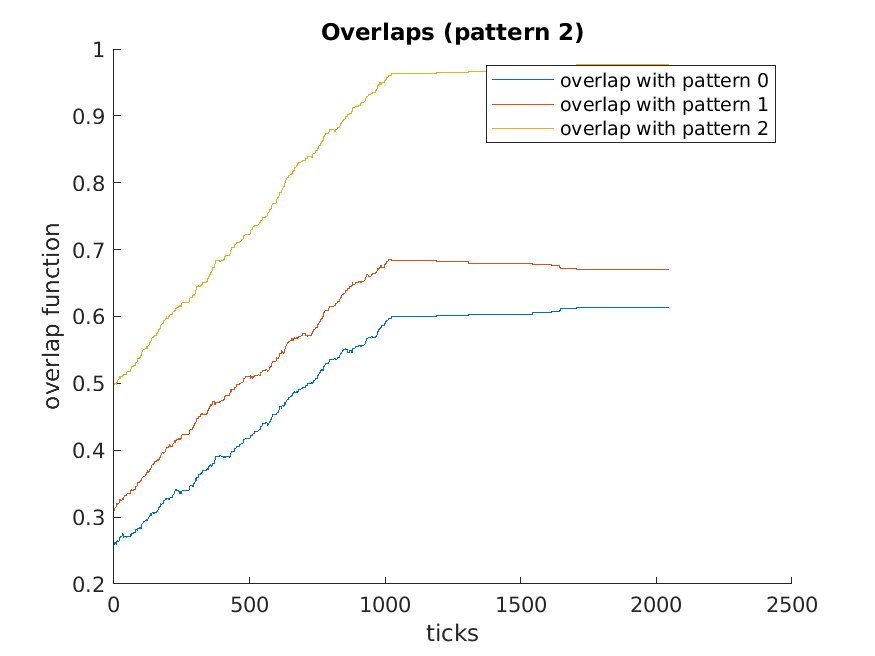 Overlaps (pattern 2)
1
0.9
0.8
0.7
0.6
0.5
0.4
0.3
0.2
overlap function
overlap with pattern 0
overlap with pattern 1
overlap with pattern 2
0 500 1000 1500 2000 2500
ticks